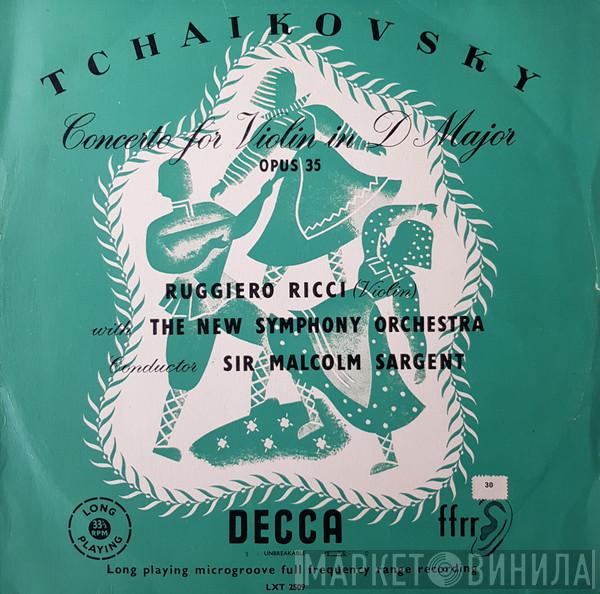 TCHAIKOVSKY
Concerto for Violin in D Major
OPUS 35
RUGGIERO RICCI (Violin)
with THE NEW SYMPHONY ORCHESTRA
Conductor SIR MALCOLM SARGENT
LONG
33⅓
RPM
PLAYING
30
DECCA
ffrr
UNBREAKABLE
Long playing microgroove full frequency range recording
LXT 2509
МАРКЕТ ВИНИЛА